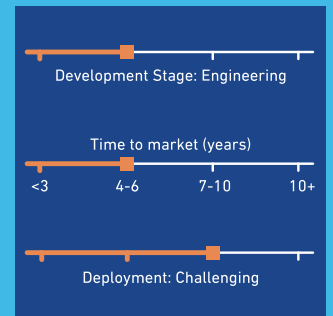 Development Stage: Engineering
Time to market (years)
<3 4-6 7-10 10+
Deployment: Challenging